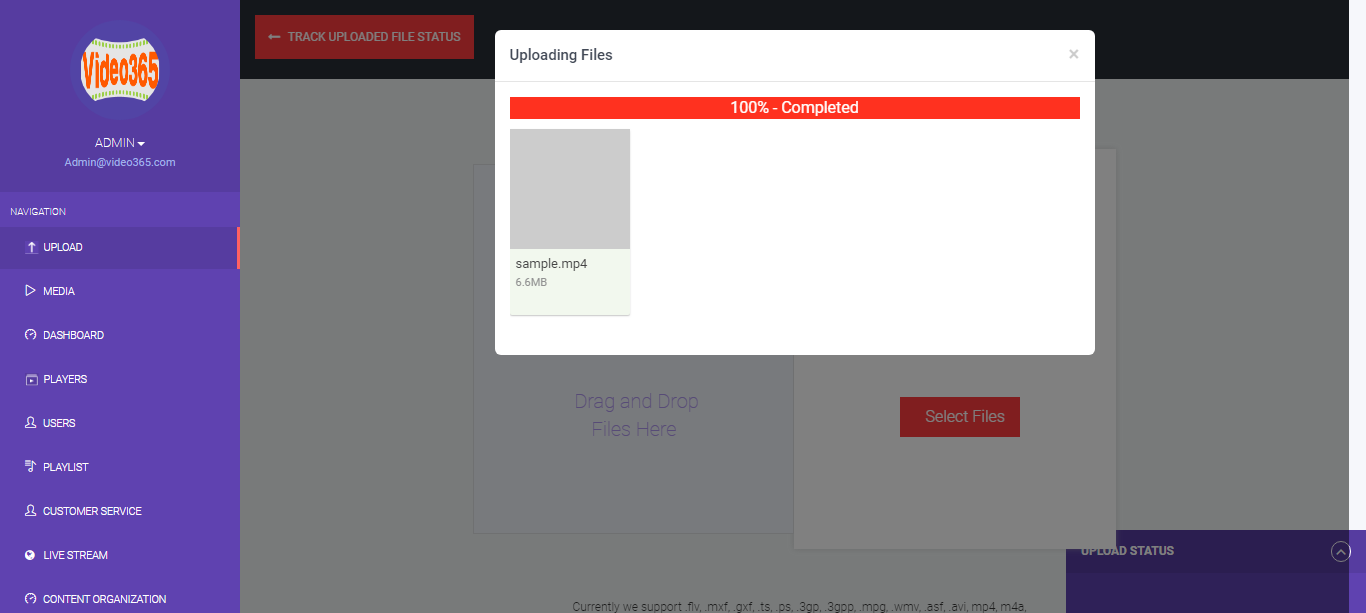 Video365
ADMIN
Admin@video365.com
NAVIGATION
UPLOAD
MEDIA
DASHBOARD
PLAYERS
USERS
PLAYLIST
CUSTOMER SERVICE
LIVE STREAM
CONTENT ORGANIZATION
TRACK UPLOADED FILE STATUS
Uploading Files
×
100% - Completed
sample.mp4
6.6MB
Drag and Drop
Files Here
Select Files
UPLOAD STATUS
Currently we support .flv, .mxf, .gxf, .ts, .ps, .3gp, .3gpp, .mpg, .wmv, .asf, .avi, mp4, m4a,